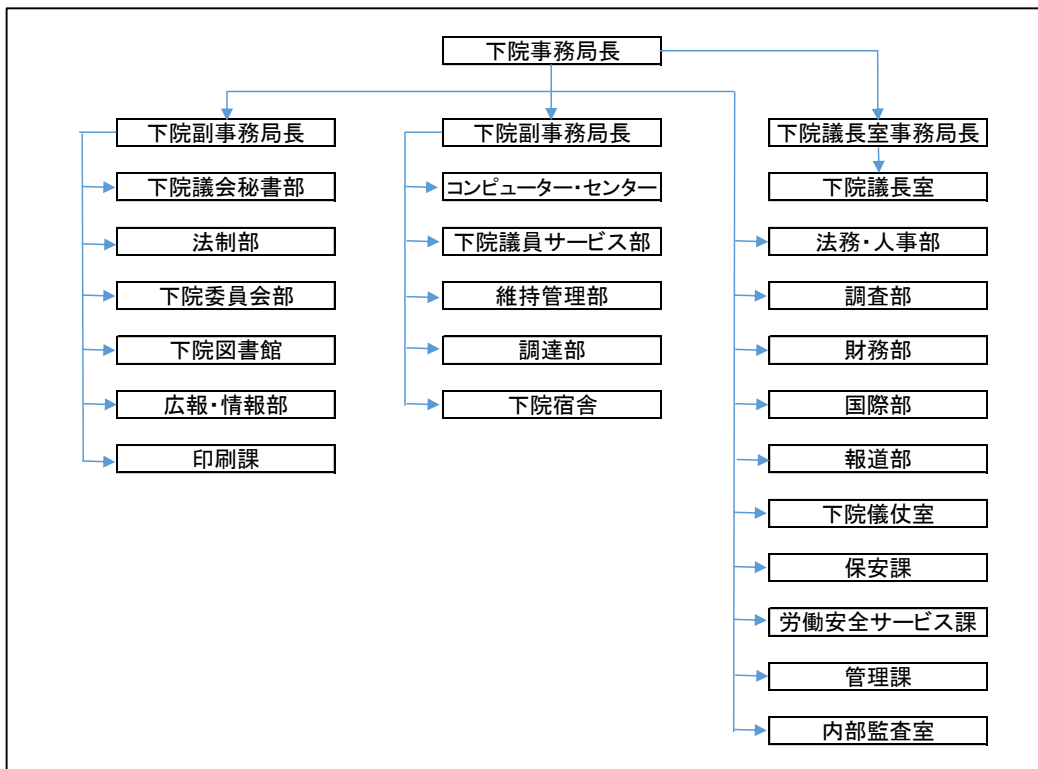 下院事務局長
下院副事務局長
下院副事務局長
下院議長室事務局長
下院議会秘書部
コンピューター・センター
下院議長室
法制部
下院議員サービス部
法務・人事部
下院委員会部
維持管理部
調査部
下院図書館
調達部
財務部
広報・情報部
下院宿舎
国際部
印刷課
報道部
下院儀仗室
保安課
労働安全サービス課
管理課
内部監査室